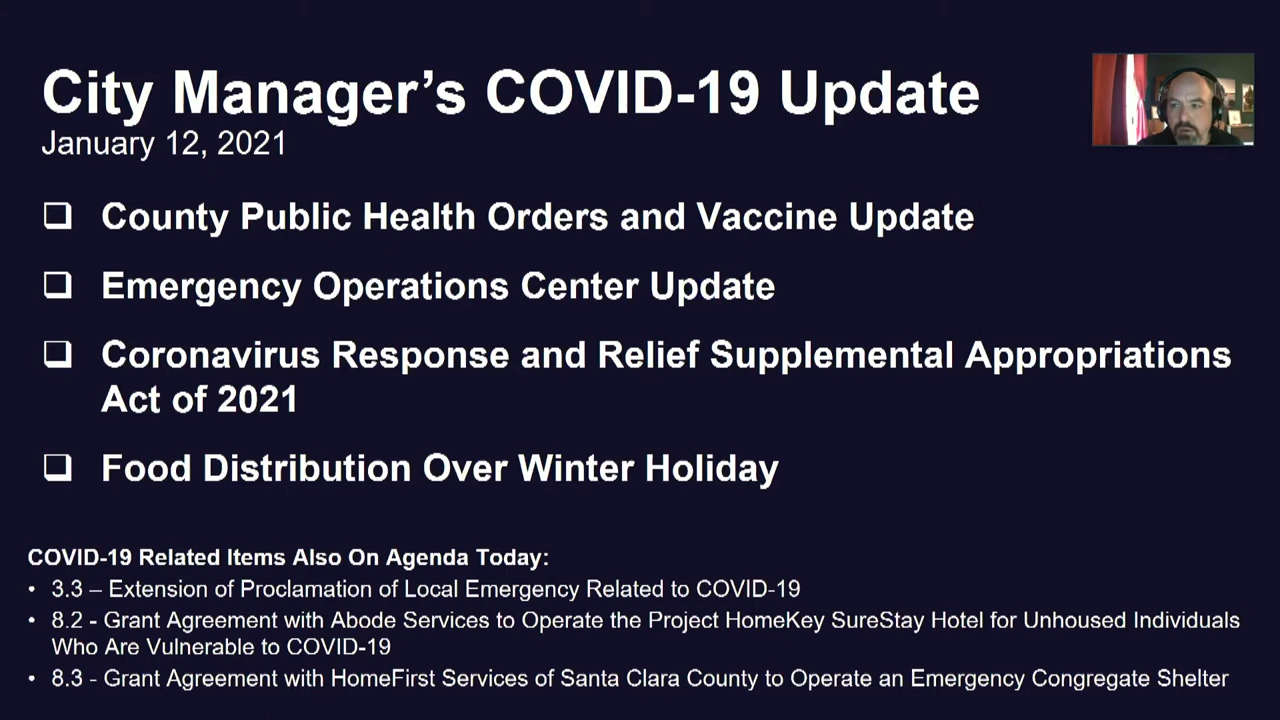 City Manager’s COVID-19 Update
January 12, 2021
❑ County Public Health Orders and Vaccine Update
❑ Emergency Operations Center Update
❑ Coronavirus Response and Relief Supplemental Appropriations
Act of 2021
❑ Food Distribution Over Winter Holiday
COVID-19 Related Items Also On Agenda Today:
• 3.3 – Extension of Proclamation of Local Emergency Related to COVID-19
• 8.2 - Grant Agreement with Abode Services to Operate the Project HomeKey SureStay Hotel for Unhoused Individuals
Who Are Vulnerable to COVID-19
• 8.3 - Grant Agreement with HomeFirst Services of Santa Clara County to Operate an Emergency Congregate Shelter